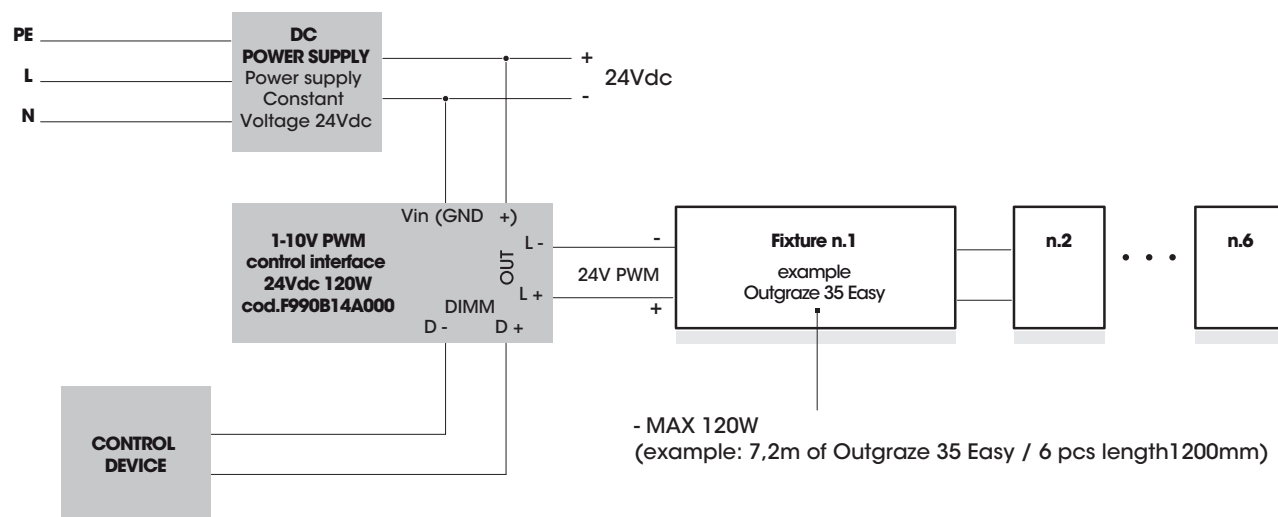 PE
L
N
DC
POWER SUPPLY
Power supply
Constant
Voltage 24Vdc
+
-
24Vdc
Vin (GND +)
1-10V PWM
control interface
24Vdc 120W
cod.F990B14A000
L -
OUT
L +
DIMM
D - D +
-
24V PWM
+
Fixture n.1
example
Outgraze 35 Easy
n.2
• • •
n.6
CONTROL
DEVICE
- MAX 120W
(example: 7,2m of Outgraze 35 Easy / 6 pcs length1200mm)